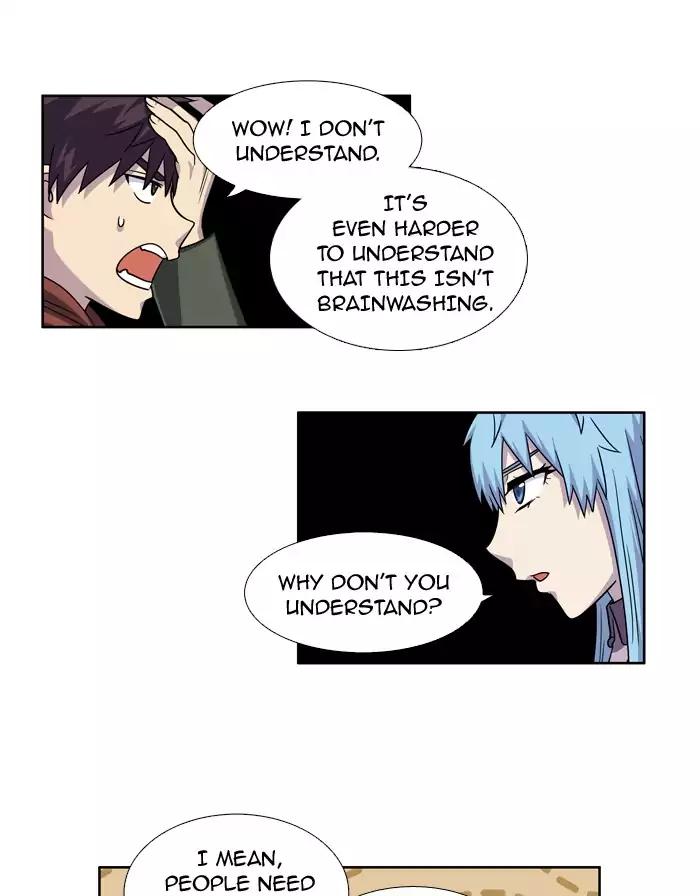 WOW! I DON'T
UNDERSTAND.
IT'S
EVEN HARDER
TO UNDERSTAND
THAT THIS ISN'T
BRAINWASHING.
WHY DON'T YOU
UNDERSTAND?
I MEAN,
PEOPLE NEED